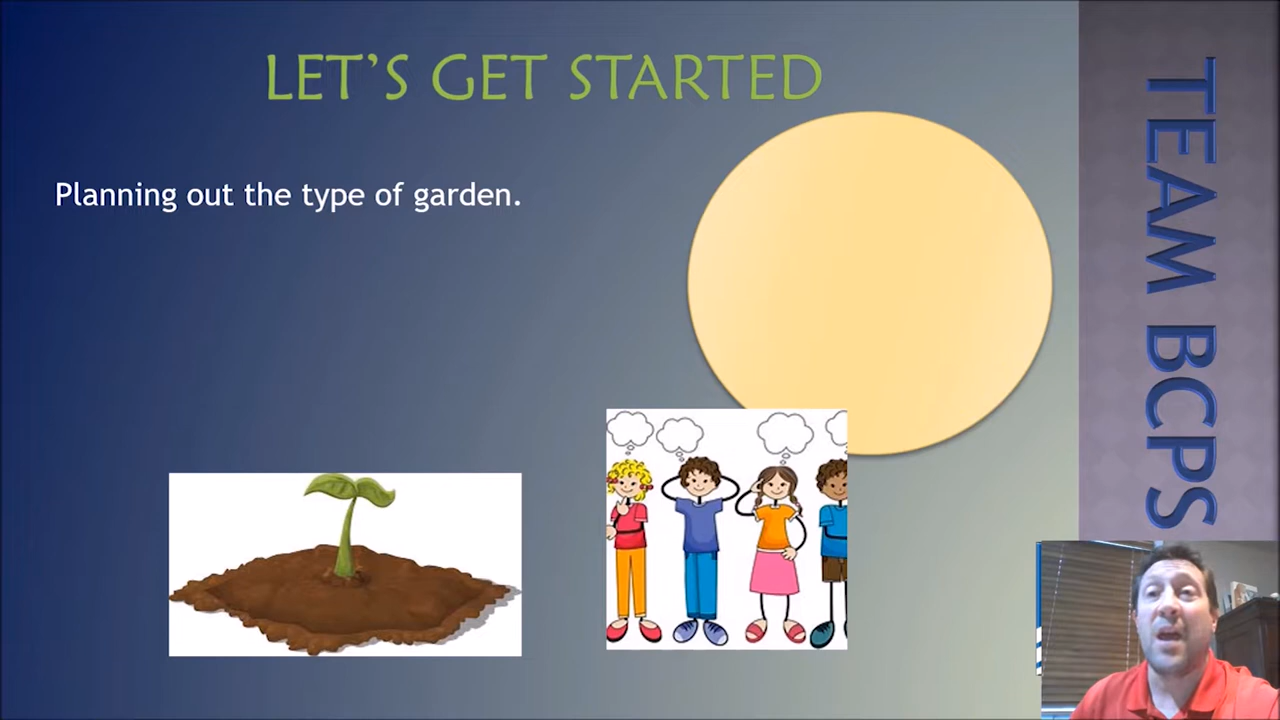 LET'S GET STARTED
Planning out the type of garden.
TEAM BCPS